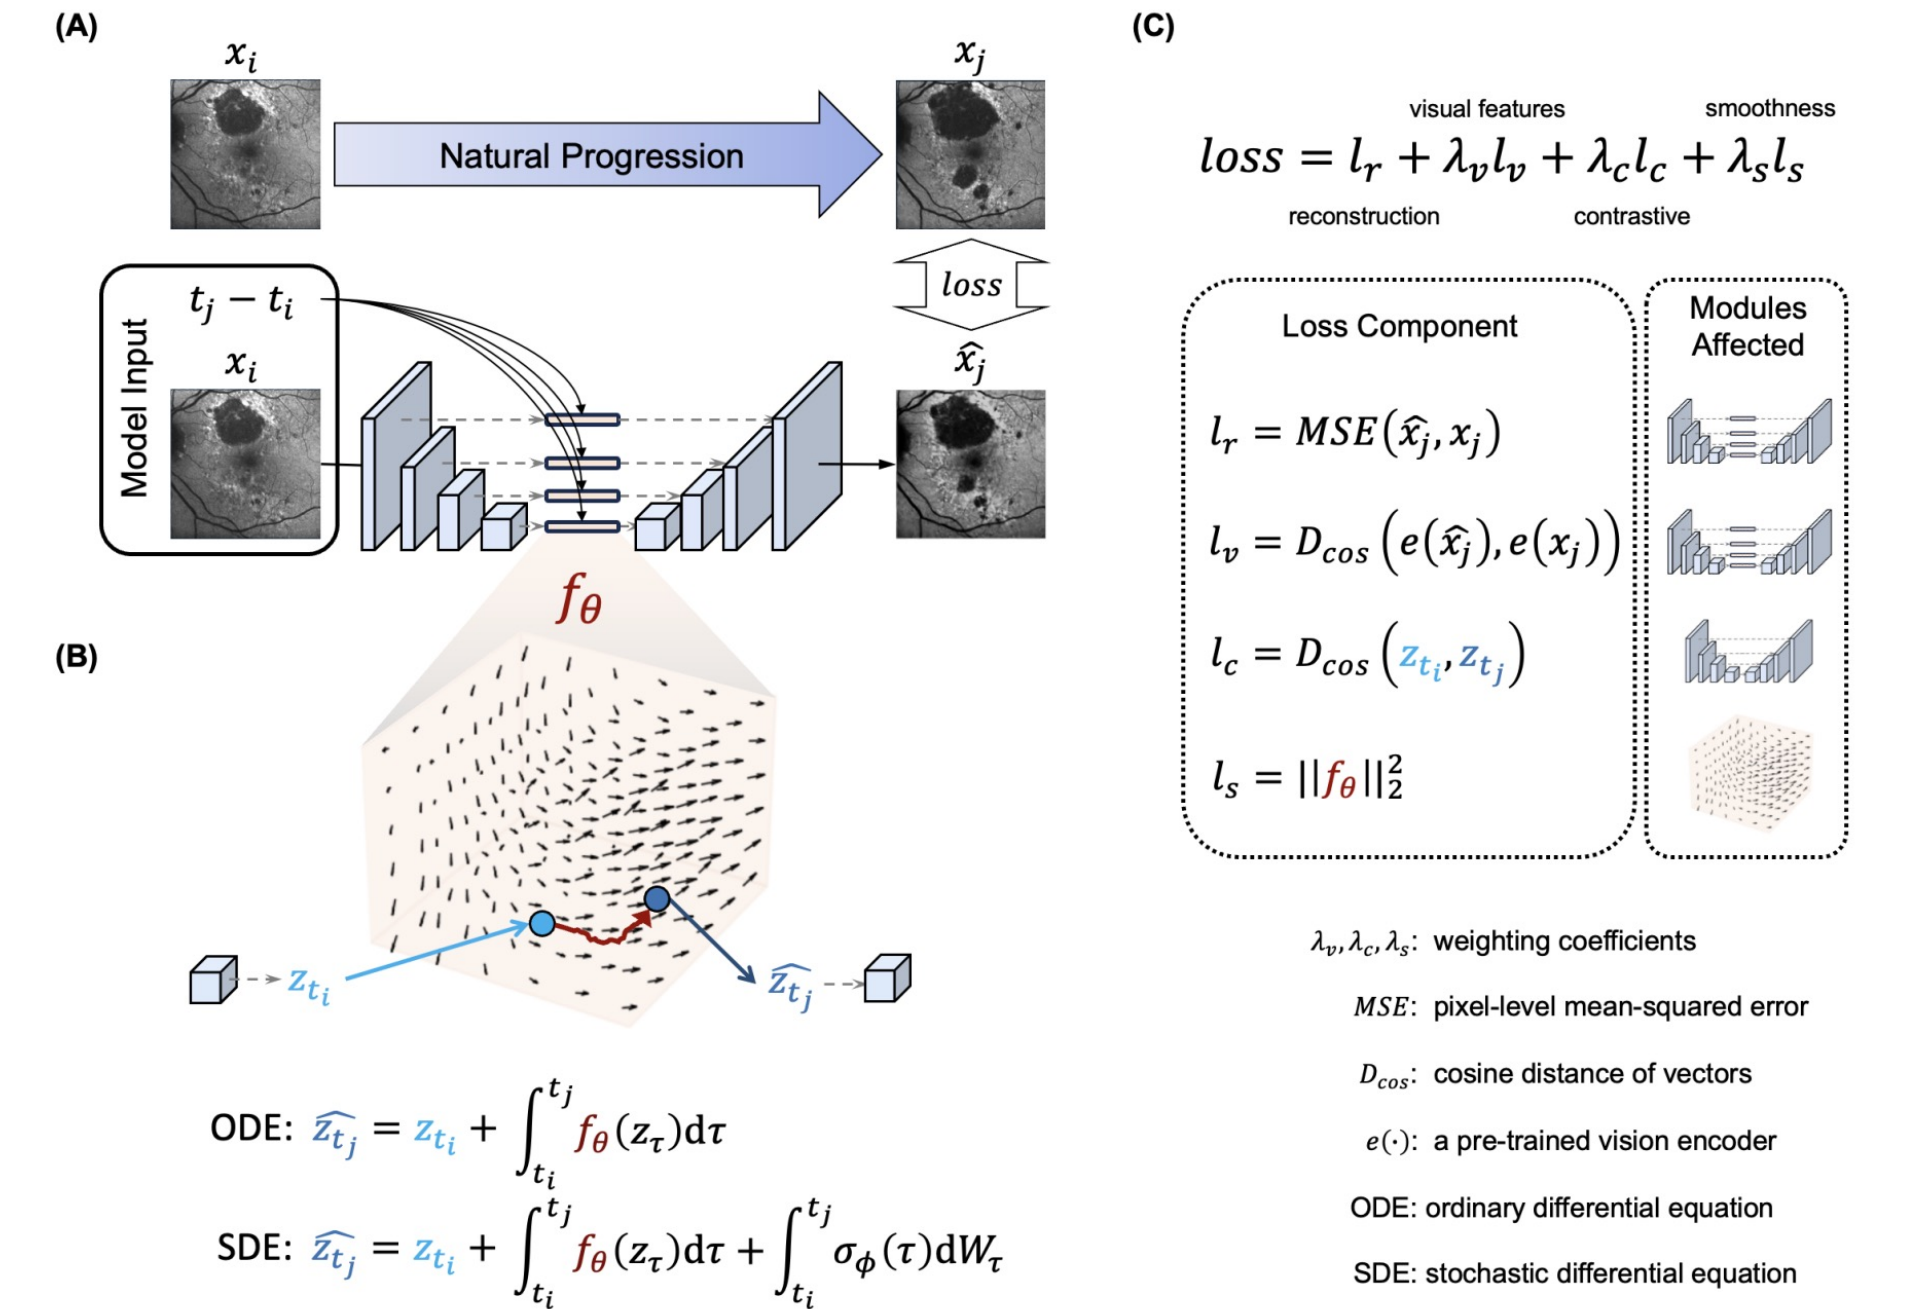 (A)
x_i
x_j
Natural Progression
loss
Model Input
t_j − t_i
x_i
x̂_j
f_θ
(B)
z_{t_i}
ẑ_{t_j}
ODE: ẑ_{t_j} = z_{t_i} + ∫_{t_i}^{t_j} f_θ(z_τ)dτ
SDE: ẑ_{t_j} = z_{t_i} + ∫_{t_i}^{t_j} f_θ(z_τ)dτ + ∫_{t_i}^{t_j} σ_ϕ(τ)dW_τ
(C)
visual features smoothness
loss = l_r + λ_v l_v + λ_c l_c + λ_s l_s
reconstruction contrastive
Loss Component
Modules
Affected
l_r = MSE(x̂_j, x_j)
l_v = D_cos (e(x̂_j), e(x_j))
l_c = D_cos (z_{t_i}, z_{t_j})
l_s = ||f_θ||_2^2
λ_v, λ_c, λ_s: weighting coefficients
MSE: pixel-level mean-squared error
D_cos: cosine distance of vectors
e(·): a pre-trained vision encoder
ODE: ordinary differential equation
SDE: stochastic differential equation